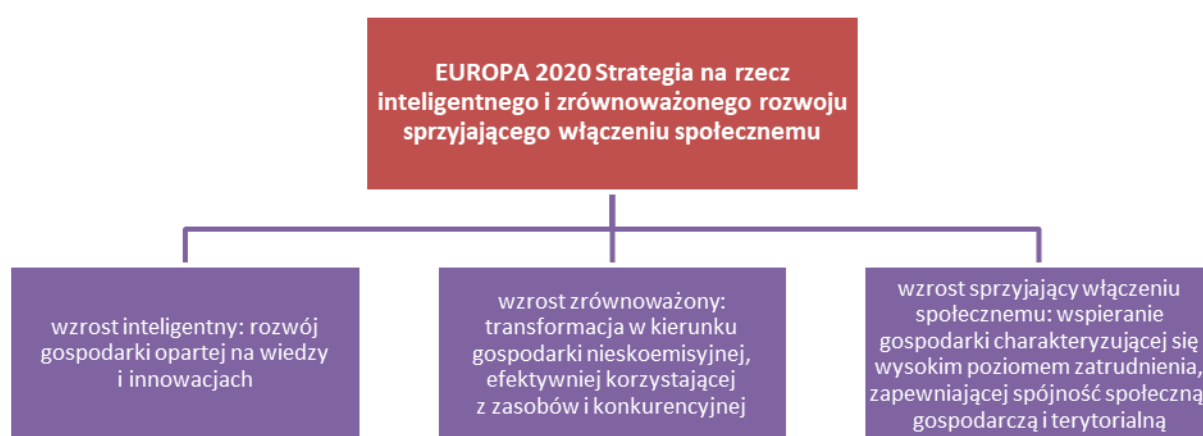 EUROPA 2020 Strategia na rzecz
inteligentnego i zrównoważonego rozwoju
sprzyjającego włączeniu społecznemu
wzrost inteligentny: rozwój
gospodarki opartej na wiedzy
i innowacjach
wzrost zrównoważony:
transformacja w kierunku
gospodarki nieskoemisyjnej,
efektywniej korzystającej
z zasobów i konkurencyjnej
wzrost sprzyjający włączeniu
społecznemu: wspieranie
gospodarki charakteryzującej się
wysokim poziomem zatrudnienia,
zapewniającej spójność społeczną
gospodarczą i terytorialną